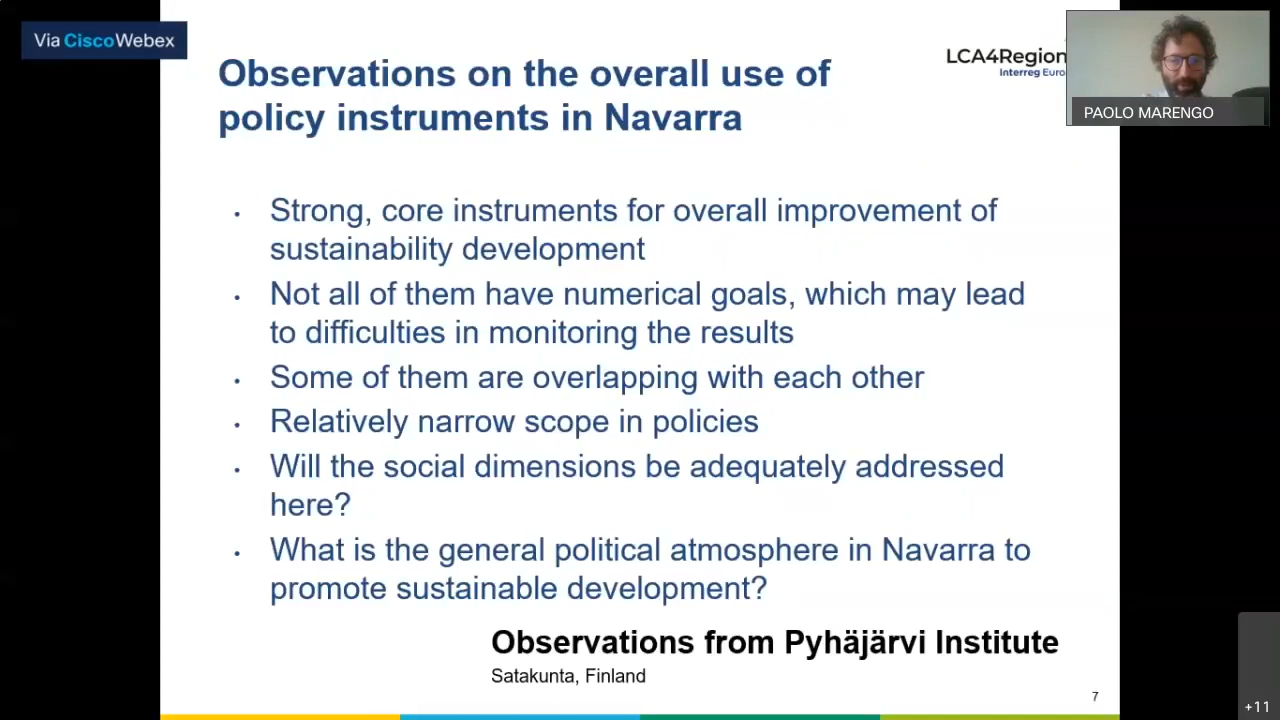 Via CiscoWebex
Observations on the overall use of
policy instruments in Navarra
LCA4Region
Interreg Euro
PAOLO MARENGO
• Strong, core instruments for overall improvement of
sustainability development
• Not all of them have numerical goals, which may lead
to difficulties in monitoring the results
• Some of them are overlapping with each other
• Relatively narrow scope in policies
• Will the social dimensions be adequately addressed
here?
• What is the general political atmosphere in Navarra to
promote sustainable development?
Observations from Pyhäjärvi Institute
Satakunta, Finland
7
+11